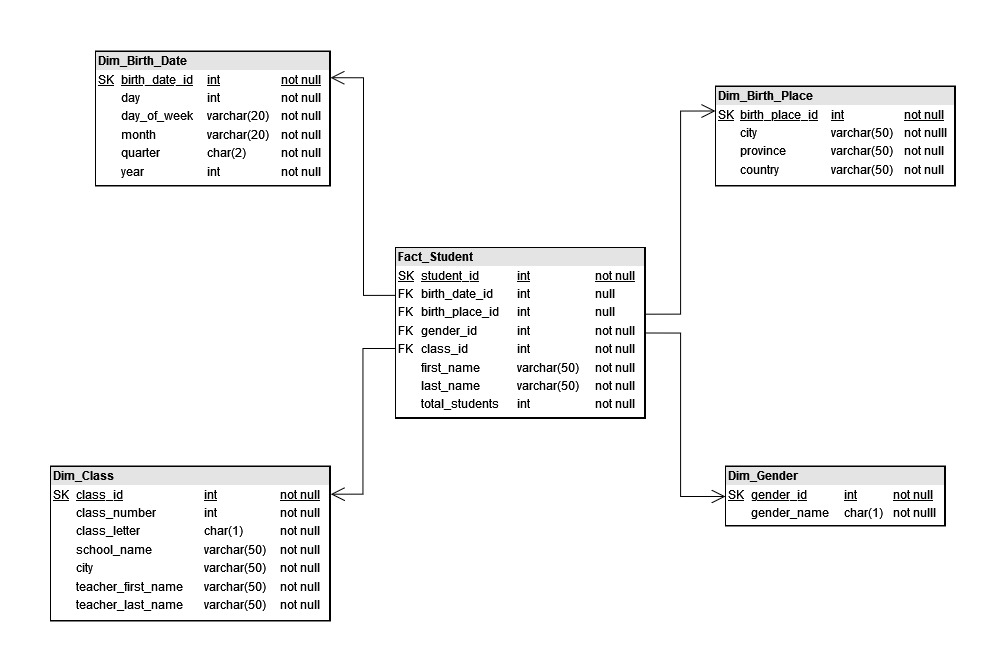 Dim_Birth_Date
SK birth_date_id int not null
day int not null
day_of_week varchar(20) not null
month varchar(20) not null
quarter char(2) not null
year int not null
Dim_Birth_Place
SK birth_place_id int not null
city varchar(50) not nulll
province varchar(50) not null
country varchar(50) not null
Fact_Student
SK student_id int not null
FK birth_date_id int null
FK birth_place_id int null
FK gender_id int not null
FK class_id int not null
first_name varchar(50) not null
last_name varchar(50) not null
total_students int not null
Dim_Class
SK class_id int not null
class_number int not null
class_letter char(1) not null
school_name varchar(50) not null
city varchar(50) not null
teacher_first_name varchar(50) not null
teacher_last_name varchar(50) not null
Dim_Gender
SK gender_id int not null
gender_name char(1) not nulll